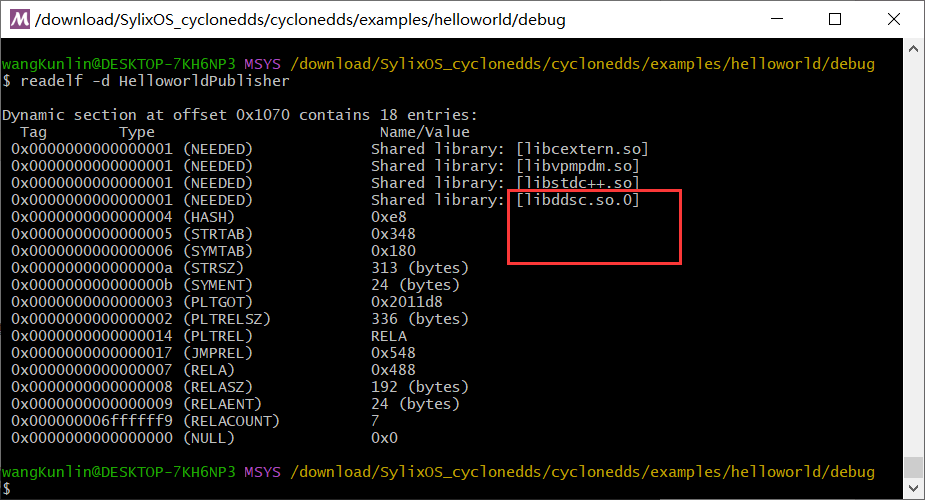 /download/SylixOS_cyclonedds/cyclonedds/examples/helloworld/debug
wangKunlin@DESKTOP-7KH6NP3 MSYS /download/SylixOS_cyclonedds/cyclonedds/examples/helloworld/debug
$ readelf -d HelloworldPublisher
Dynamic section at offset 0x1070 contains 18 entries:
Tag Type Name/Value
0x0000000000000001 (NEEDED) Shared library: [libcextern.so]
0x0000000000000001 (NEEDED) Shared library: [libvpmpdm.so]
0x0000000000000001 (NEEDED) Shared library: [libstdc++.so]
0x0000000000000001 (NEEDED) Shared library: [libddsc.so.0]
0x0000000000000004 (HASH) 0xe8
0x0000000000000005 (STRTAB) 0x348
0x0000000000000006 (SYMTAB) 0x180
0x000000000000000a (STRSZ) 313 (bytes)
0x000000000000000b (SYMENT) 24 (bytes)
0x0000000000000003 (PLTGOT) 0x2011d8
0x0000000000000002 (PLTRELSZ) 336 (bytes)
0x0000000000000014 (PLTREL) RELA
0x0000000000000017 (JMPREL) 0x548
0x0000000000000007 (RELA) 0x488
0x0000000000000008 (RELASZ) 192 (bytes)
0x0000000000000009 (RELAENT) 24 (bytes)
0x000000006ffffff9 (RELACOUNT) 7
0x0000000000000000 (NULL) 0x0
wangKunlin@DESKTOP-7KH6NP3 MSYS /download/SylixOS_cyclonedds/cyclonedds/examples/helloworld/debug
$